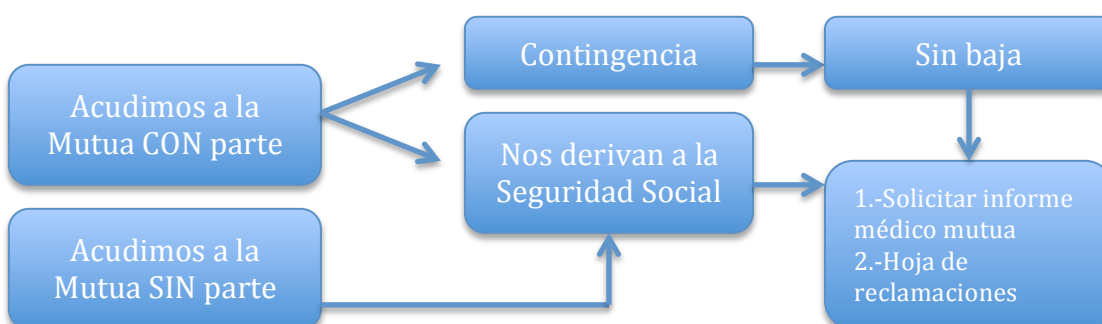 Contingencia
Sin baja
Acudimos a la
Mutua CON parte
Nos derivan a la
Seguridad Social
1.-Solicitar informe
médico mutua
2.-Hoja de
reclamaciones
Acudimos a la
Mutua SIN parte